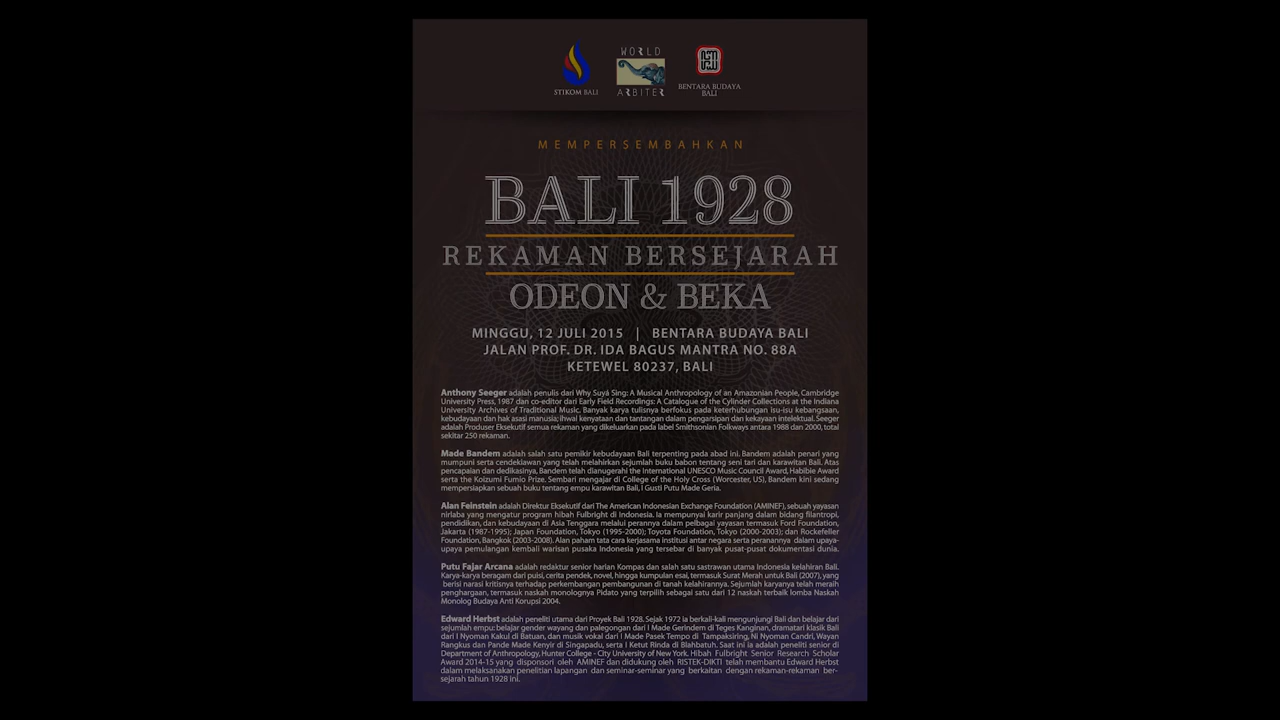 STIKOM BALI
WORLD
ARBITER
BENTARA BUDAYA
BALI
MEMPERSEMBAHKAN
BALI 1928
REKAMAN BERSEJARAH
ODEON & BEKA
MINGGU, 12 JULI 2015 | BENTARA BUDAYA BALI
JALAN PROF. DR. IDA BAGUS MANTRA NO. 88A
KETEWEL 80237, BALI
Anthony Seeger adalah penulis dari Why Suyá Sing: A Musical Anthropology of an Amazonian People, Cambridge
University Press, 1987 dan co-editor dari Early Field Recordings: A Catalogue of the Cylinder Collections at the Indiana
University Archives of Traditional Music. Banyak karya tulisnya berfokus pada keterhubungan isu-isu kebangsaan,
kebudayaan dan hak asasi manusia; ihwal kenyataan dan tantangan dalam pengarsipan dan kekayaan intelektual. Seeger
adalah Produser Eksekutif semua rekaman yang dikeluarkan pada label Smithsonian Folkways antara 1988 dan 2000, total
sekitar 250 rekaman.
Made Bandem adalah salah satu pemikir kebudayaan Bali terpenting pada abad ini. Bandem adalah penari yang
mumpuni serta cendekiawan yang telah melahirkan sejumlah buku babon tentang seni tari dan karawitan Bali. Atas
pencapaian dan dedikasinya, Bandem telah dianugerahi the International UNESCO Music Council Award, Habibie Award
serta the Koizumi Fumio Prize. Sembari mengajar di College of the Holy Cross (Worcester, US), Bandem kini sedang
mempersiapkan sebuah buku tentang empu karawitan Bali, I Gusti Putu Made Geria.
Alan Feinstein adalah Direktur Eksekutif dari The American Indonesian Exchange Foundation (AMINEF), sebuah yayasan
nirlaba yang mengatur program hibah Fulbright di Indonesia. Ia mempunyai karir panjang dalam bidang filantropi,
pendidikan, dan kebudayaan di Asia Tenggara melalui perannya dalam pelbagai yayasan termasuk Ford Foundation,
Jakarta (1987-1995); Japan Foundation, Tokyo (1995-2000); Toyota Foundation, Tokyo (2000-2003); dan Rockefeller
Foundation, Bangkok (2003-2008). Alan paham tata cara kerjasama institusi antar negara serta peranannya dalam upaya-
upaya pemulangan kembali warisan pusaka Indonesia yang tersebar di banyak pusat-pusat dokumentasi dunia.
Putu Fajar Arcana adalah redaktur senior harian Kompas dan salah satu sastrawan utama Indonesia kelahiran Bali.
Karya-karya beragam dari puisi, cerita pendek, novel, hingga kumpulan esai, termasuk Surat Merah untuk Bali (2007), yang
berisi narasi kritisnya terhadap perkembangan pembangunan di tanah kelahirannya. Sejumlah karyanya telah meraih
penghargaan, termasuk naskah monolognya Pidato yang terpilih sebagai satu dari 12 naskah terbaik lomba Naskah
Monolog Budaya Anti Korupsi 2004.
Edward Herbst adalah peneliti utama dari Proyek Bali 1928. Sejak 1972 ia berkali-kali mengunjungi Bali dan belajar dari
sejumlah empu: belajar gender wayang dan palegongan dari I Made Gerindem di Teges Kanginan, dramatari klasik Bali
dari I Nyoman Kakul di Batuan, dan musik vokal dari I Made Pasek Tempo di Tampaksiring, Ni Nyoman Candri, Wayan
Rangkus dan Pande Made Kenyir di Singapadu, serta I Ketut Rinda di Blahbatuh. Saat ini ia adalah peneliti senior di
Department of Anthropology, Hunter College - City University of New York. Hibah Fulbright Senior Research Scholar
Award 2014-15 yang disponsori oleh AMINEF dan didukung oleh RISTEK-DIKTI telah membantu Edward Herbst
dalam melaksanakan penelitian lapangan dan seminar-seminar yang berkaitan dengan rekaman-rekaman ber-
sejarah tahun 1928 ini.